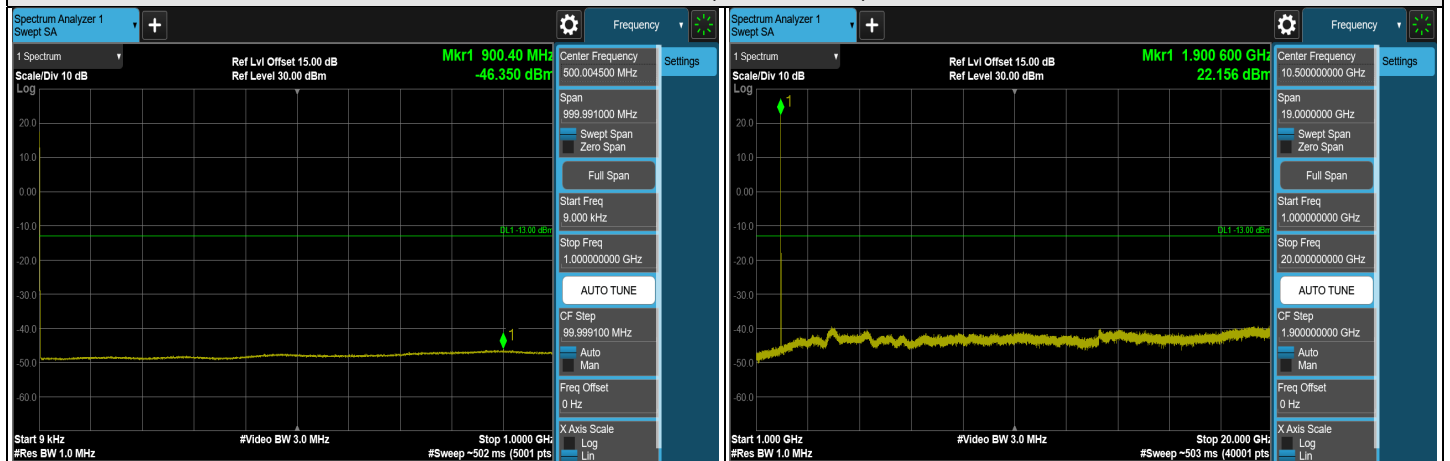 Spectrum Analyzer 1
Swept SA
+
Frequency
1 Spectrum
Scale/Div 10 dB
Log
Ref Lvl Offset 15.00 dB
Ref Level 30.00 dBm
Mkr1 900.40 MHz
-46.350 dBm
20.0
10.0
0.00
-10.0
-20.0
-30.0
-40.0
-50.0
-60.0
DL1 -13.00 dBm
1
Start 9 kHz
#Res BW 1.0 MHz
#Video BW 3.0 MHz
Stop 1.0000 GHz
#Sweep ~502 ms (5001 pts
Center Frequency
500.004500 MHz
Span
999.991000 MHz
Swept Span
Zero Span
Full Span
Start Freq
9.000 kHz
Stop Freq
1.000000000 GHz
AUTO TUNE
CF Step
99.999100 MHz
Auto
Man
Freq Offset
0 Hz
X Axis Scale
Log
Lin
Settings
Spectrum Analyzer 1
Swept SA
+
Frequency
1 Spectrum
Scale/Div 10 dB
Log
Ref Lvl Offset 15.00 dB
Ref Level 30.00 dBm
Mkr1 1.900 600 GHz
22.156 dBm
1
20.0
10.0
0.00
-10.0
-20.0
-30.0
-40.0
-50.0
-60.0
DL1 -13.00 dBm
Start 1.000 GHz
#Res BW 1.0 MHz
#Video BW 3.0 MHz
Stop 20.000 GHz
#Sweep ~503 ms (40001 pts
Center Frequency
10.500000000 GHz
Span
19.0000000 GHz
Swept Span
Zero Span
Full Span
Start Freq
1.000000000 GHz
Stop Freq
20.000000000 GHz
AUTO TUNE
CF Step
1.900000000 GHz
Auto
Man
Freq Offset
0 Hz
X Axis Scale
Log
Lin
Settings